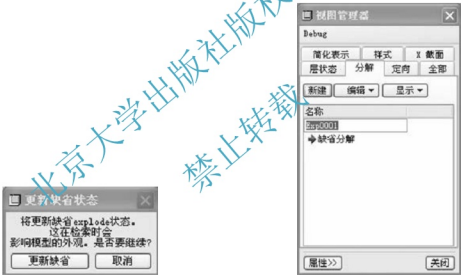 北京大学出版社版权
禁止转载
更新缺省状态
将更新缺省explode状态。
这在检索时会
影响模型的外观。是否要继续?
更新缺省 取消
视图管理器
Debug
简化表示 样式 X 截面
层状态 分解 定向 全部
新建 编辑 显示
名称
Exp0001
缺省分解
属性>> 关闭